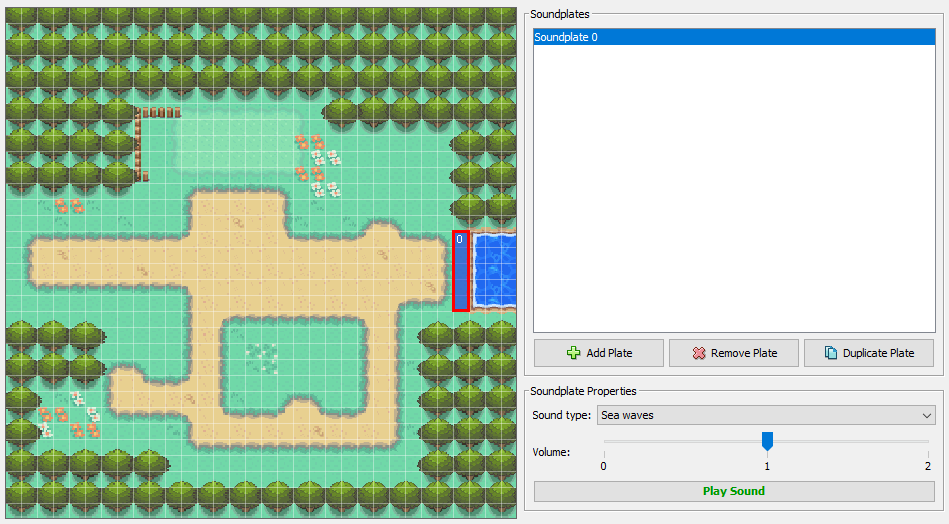 Soundplates
Soundplate 0
0
Add Plate
Remove Plate
Duplicate Plate
Soundplate Properties
Sound type:
Sea waves
Volume:
0
1
2
Play Sound